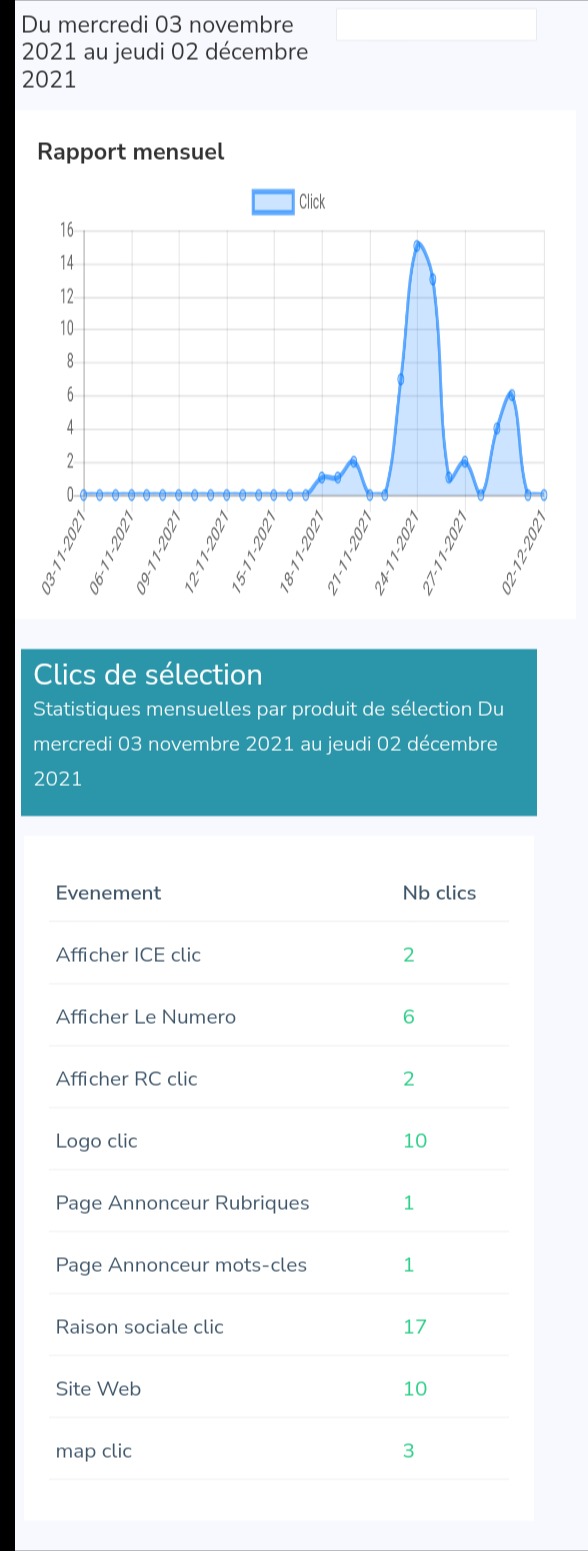 Du mercredi 03 novembre
2021 au jeudi 02 décembre
2021
Rapport mensuel
Click
16
14
12
10
8
6
4
2
0
03-11-2021
06-11-2021
09-11-2021
12-11-2021
15-11-2021
18-11-2021
21-11-2021
24-11-2021
27-11-2021
02-12-2021
Clics de sélection
Statistiques mensuelles par produit de sélection Du
mercredi 03 novembre 2021 au jeudi 02 décembre
2021
Evenement Nb clics
Afficher ICE clic 2
Afficher Le Numero 6
Afficher RC clic 2
Logo clic 10
Page Annonceur Rubriques 1
Page Annonceur mots-cles 1
Raison sociale clic 17
Site Web 10
map clic 3